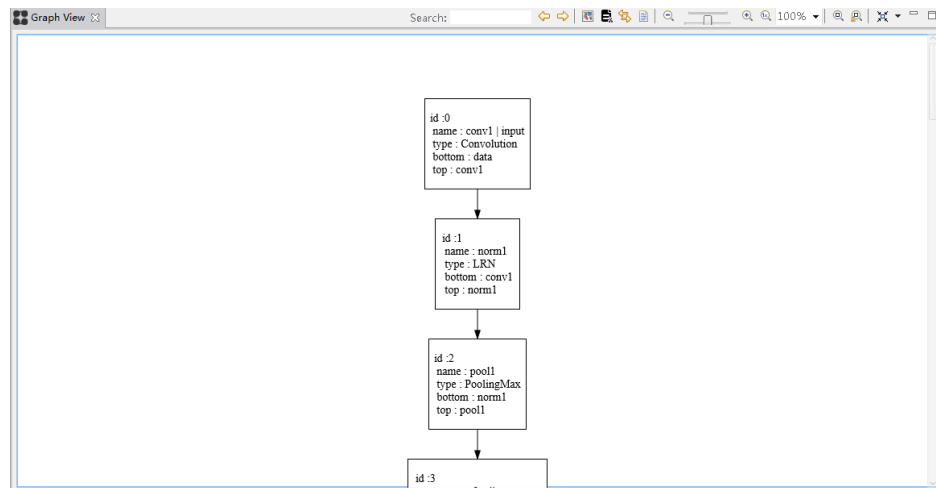 Graph View
Search:
100%
id :0
name : conv1 | input
type : Convolution
bottom : data
top : conv1
id :1
name : norm1
type : LRN
bottom : conv1
top : norm1
id :2
name : pool1
type : PoolingMax
bottom : norm1
top : pool1
id :3